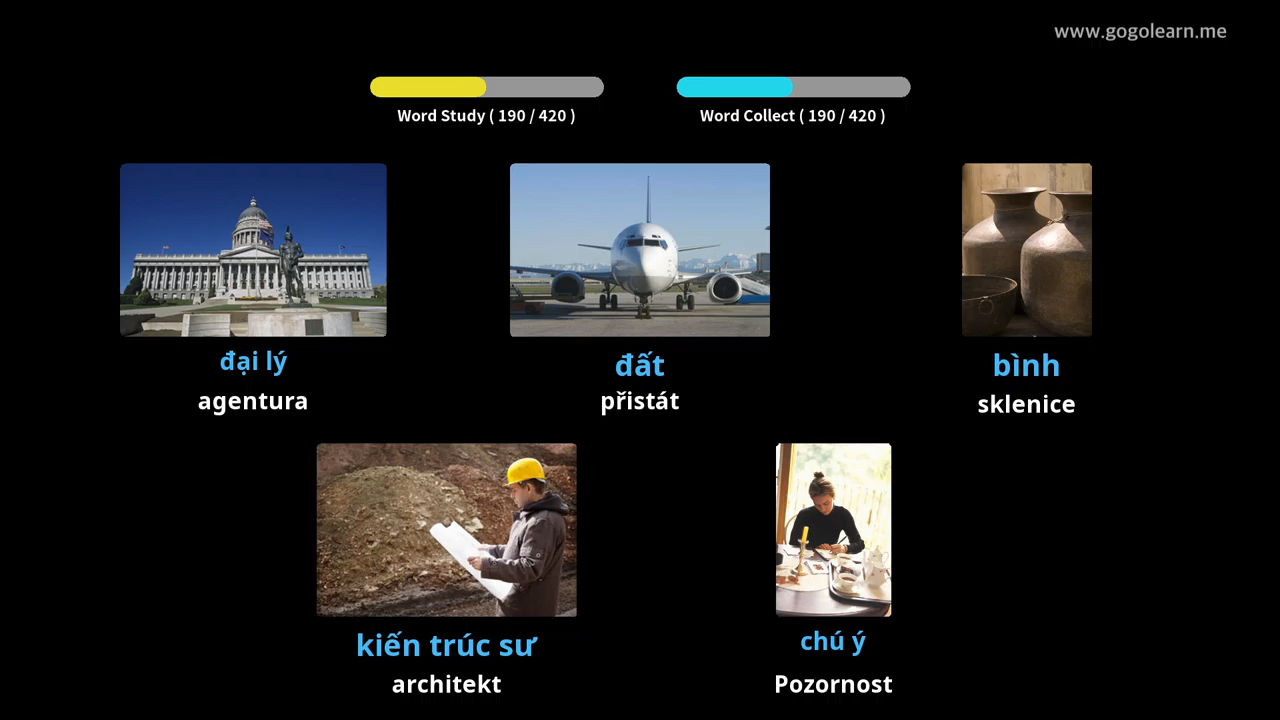 www.gogolearn.me
Word Study ( 190 / 420 )
Word Collect ( 190 / 420 )
đại lý
agentura
đất
přistát
bình
sklenice
kiến trúc sư
architekt
chú ý
Pozornost